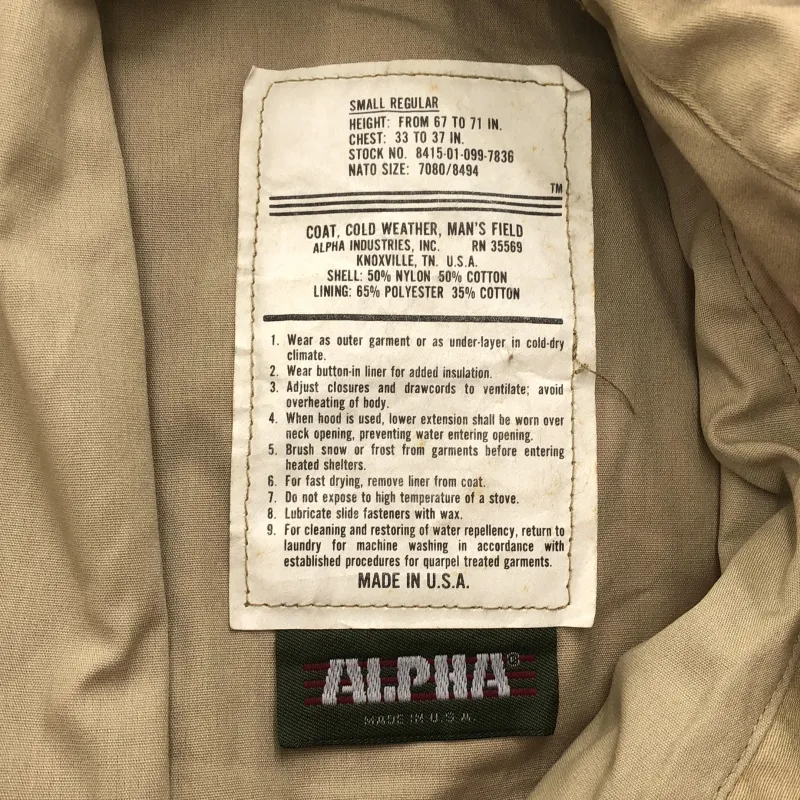 SMALL REGULAR
HEIGHT: FROM 67 TO 71 IN.
CHEST: 33 TO 37 IN.
STOCK NO. 8415-01-099-7836
NATO SIZE: 7080/8494
TM
COAT, COLD WEATHER, MAN'S FIELD
ALPHA INDUSTRIES, INC. RN 35569
KNOXVILLE, TN. U.S.A.
SHELL: 50% NYLON 50% COTTON
LINING: 65% POLYESTER 35% COTTON
1. Wear as outer garment or as under-layer in cold-dry
climate.
2. Wear button-in liner for added insulation.
3. Adjust closures and drawcords to ventilate; avoid
overheating of body.
4. When hood is used, lower extension shall be worn over
neck opening, preventing water entering opening.
5. Brush snow or frost from garments before entering
heated shelters.
6. For fast drying, remove liner from coat.
7. Do not expose to high temperature of a stove.
8. Lubricate slide fasteners with wax.
9. For cleaning and restoring of water repellency, return to
laundry for machine washing in accordance with
established procedures for quarpel treated garments.
MADE IN U.S.A.
ALPHA®
MADE IN U.S.A.